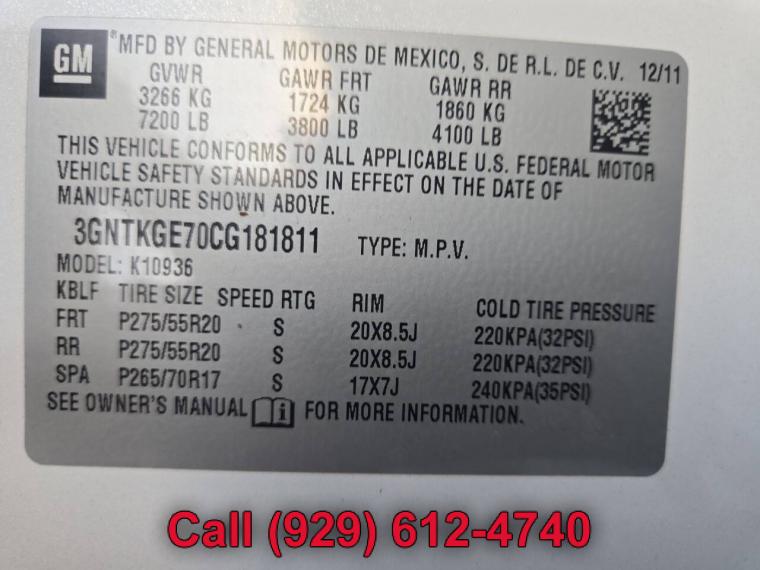 GM
MFD BY GENERAL MOTORS DE MEXICO, S. DE R.L. DE C.V. 12/11
GVWR GAWR FRT GAWR RR
3266 KG 1724 KG 1860 KG
7200 LB 3800 LB 4100 LB
THIS VEHICLE CONFORMS TO ALL APPLICABLE U.S. FEDERAL MOTOR
VEHICLE SAFETY STANDARDS IN EFFECT ON THE DATE OF
MANUFACTURE SHOWN ABOVE.
3GNTKGE70CG181811 TYPE: M.P.V.
MODEL: K10936
KBLF TIRE SIZE SPEED RTG RIM COLD TIRE PRESSURE
FRT P275/55R20 S 20X8.5J 220KPA(32PSI)
RR P275/55R20 S 20X8.5J 220KPA(32PSI)
SPA P265/70R17 S 17X7J 240KPA(35PSI)
SEE OWNER'S MANUAL i FOR MORE INFORMATION.
Call (929) 612-4740